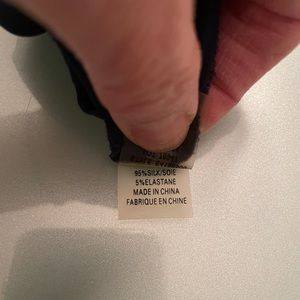 95%SILK/SOIE
5%ELASTANE
MADE IN CHINA
FABRIQUE EN CHINE